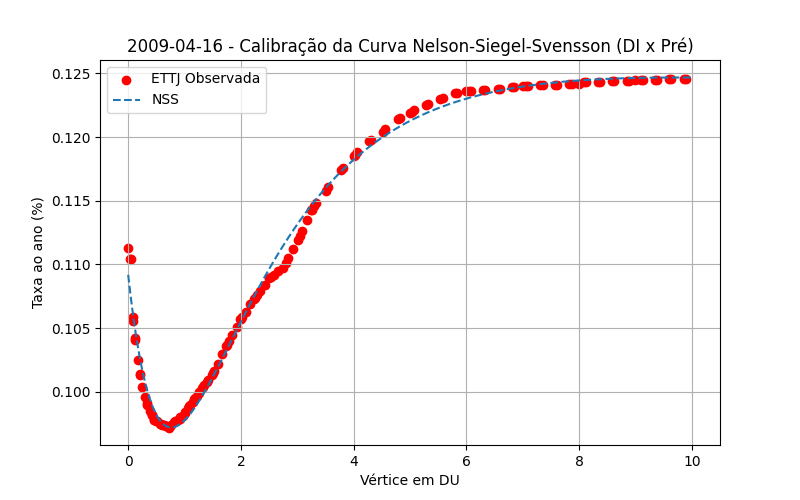 2009-04-16 - Calibração da Curva Nelson-Siegel-Svensson (DI x Pré)
ETTJ Observada
NSS
Taxa ao ano (%)
0.125
0.120
0.115
0.110
0.105
0.100
0 2 4 6 8 10
Vértice em DU